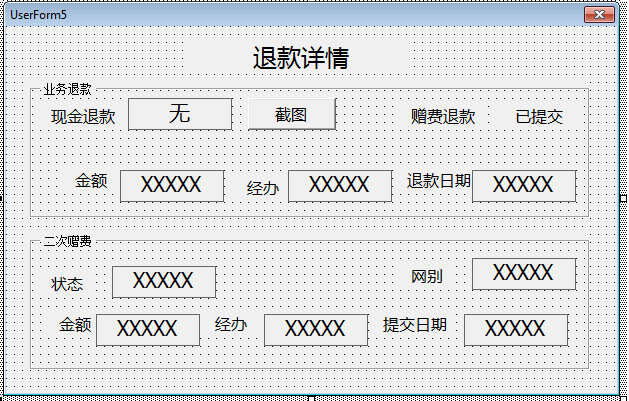 UserForm5
退款详情
业务退款
现金退款 无 截图 赠费退款 已提交
金额 XXXXX 经办 XXXXX 退款日期 XXXXX
二次赠费
状态 XXXXX 网别 XXXXX
金额 XXXXX 经办 XXXXX 提交日期 XXXXX